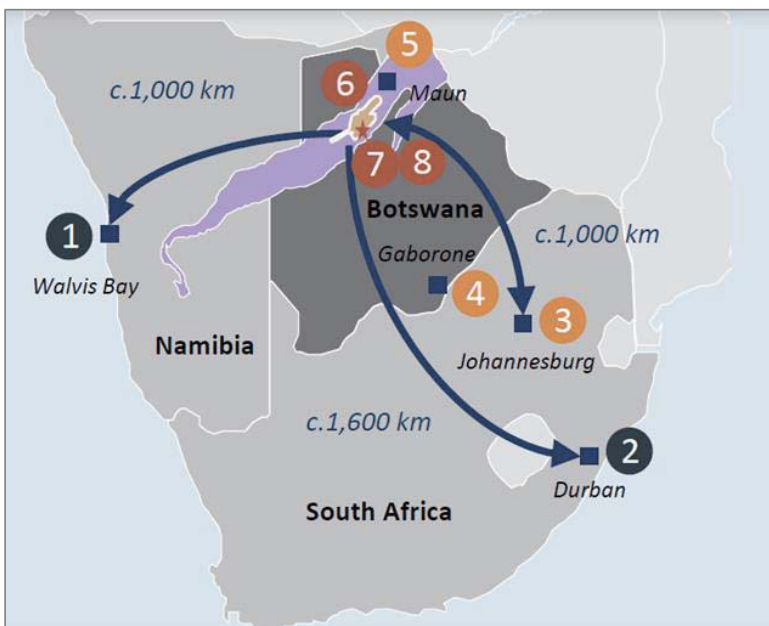 5
c.1,000 km
6
Maun
7 8
Botswana
1
c.1,000 km
Gaborone
Walvis Bay
4
3
Namibia
Johannesburg
c.1,600 km
2
Durban
South Africa